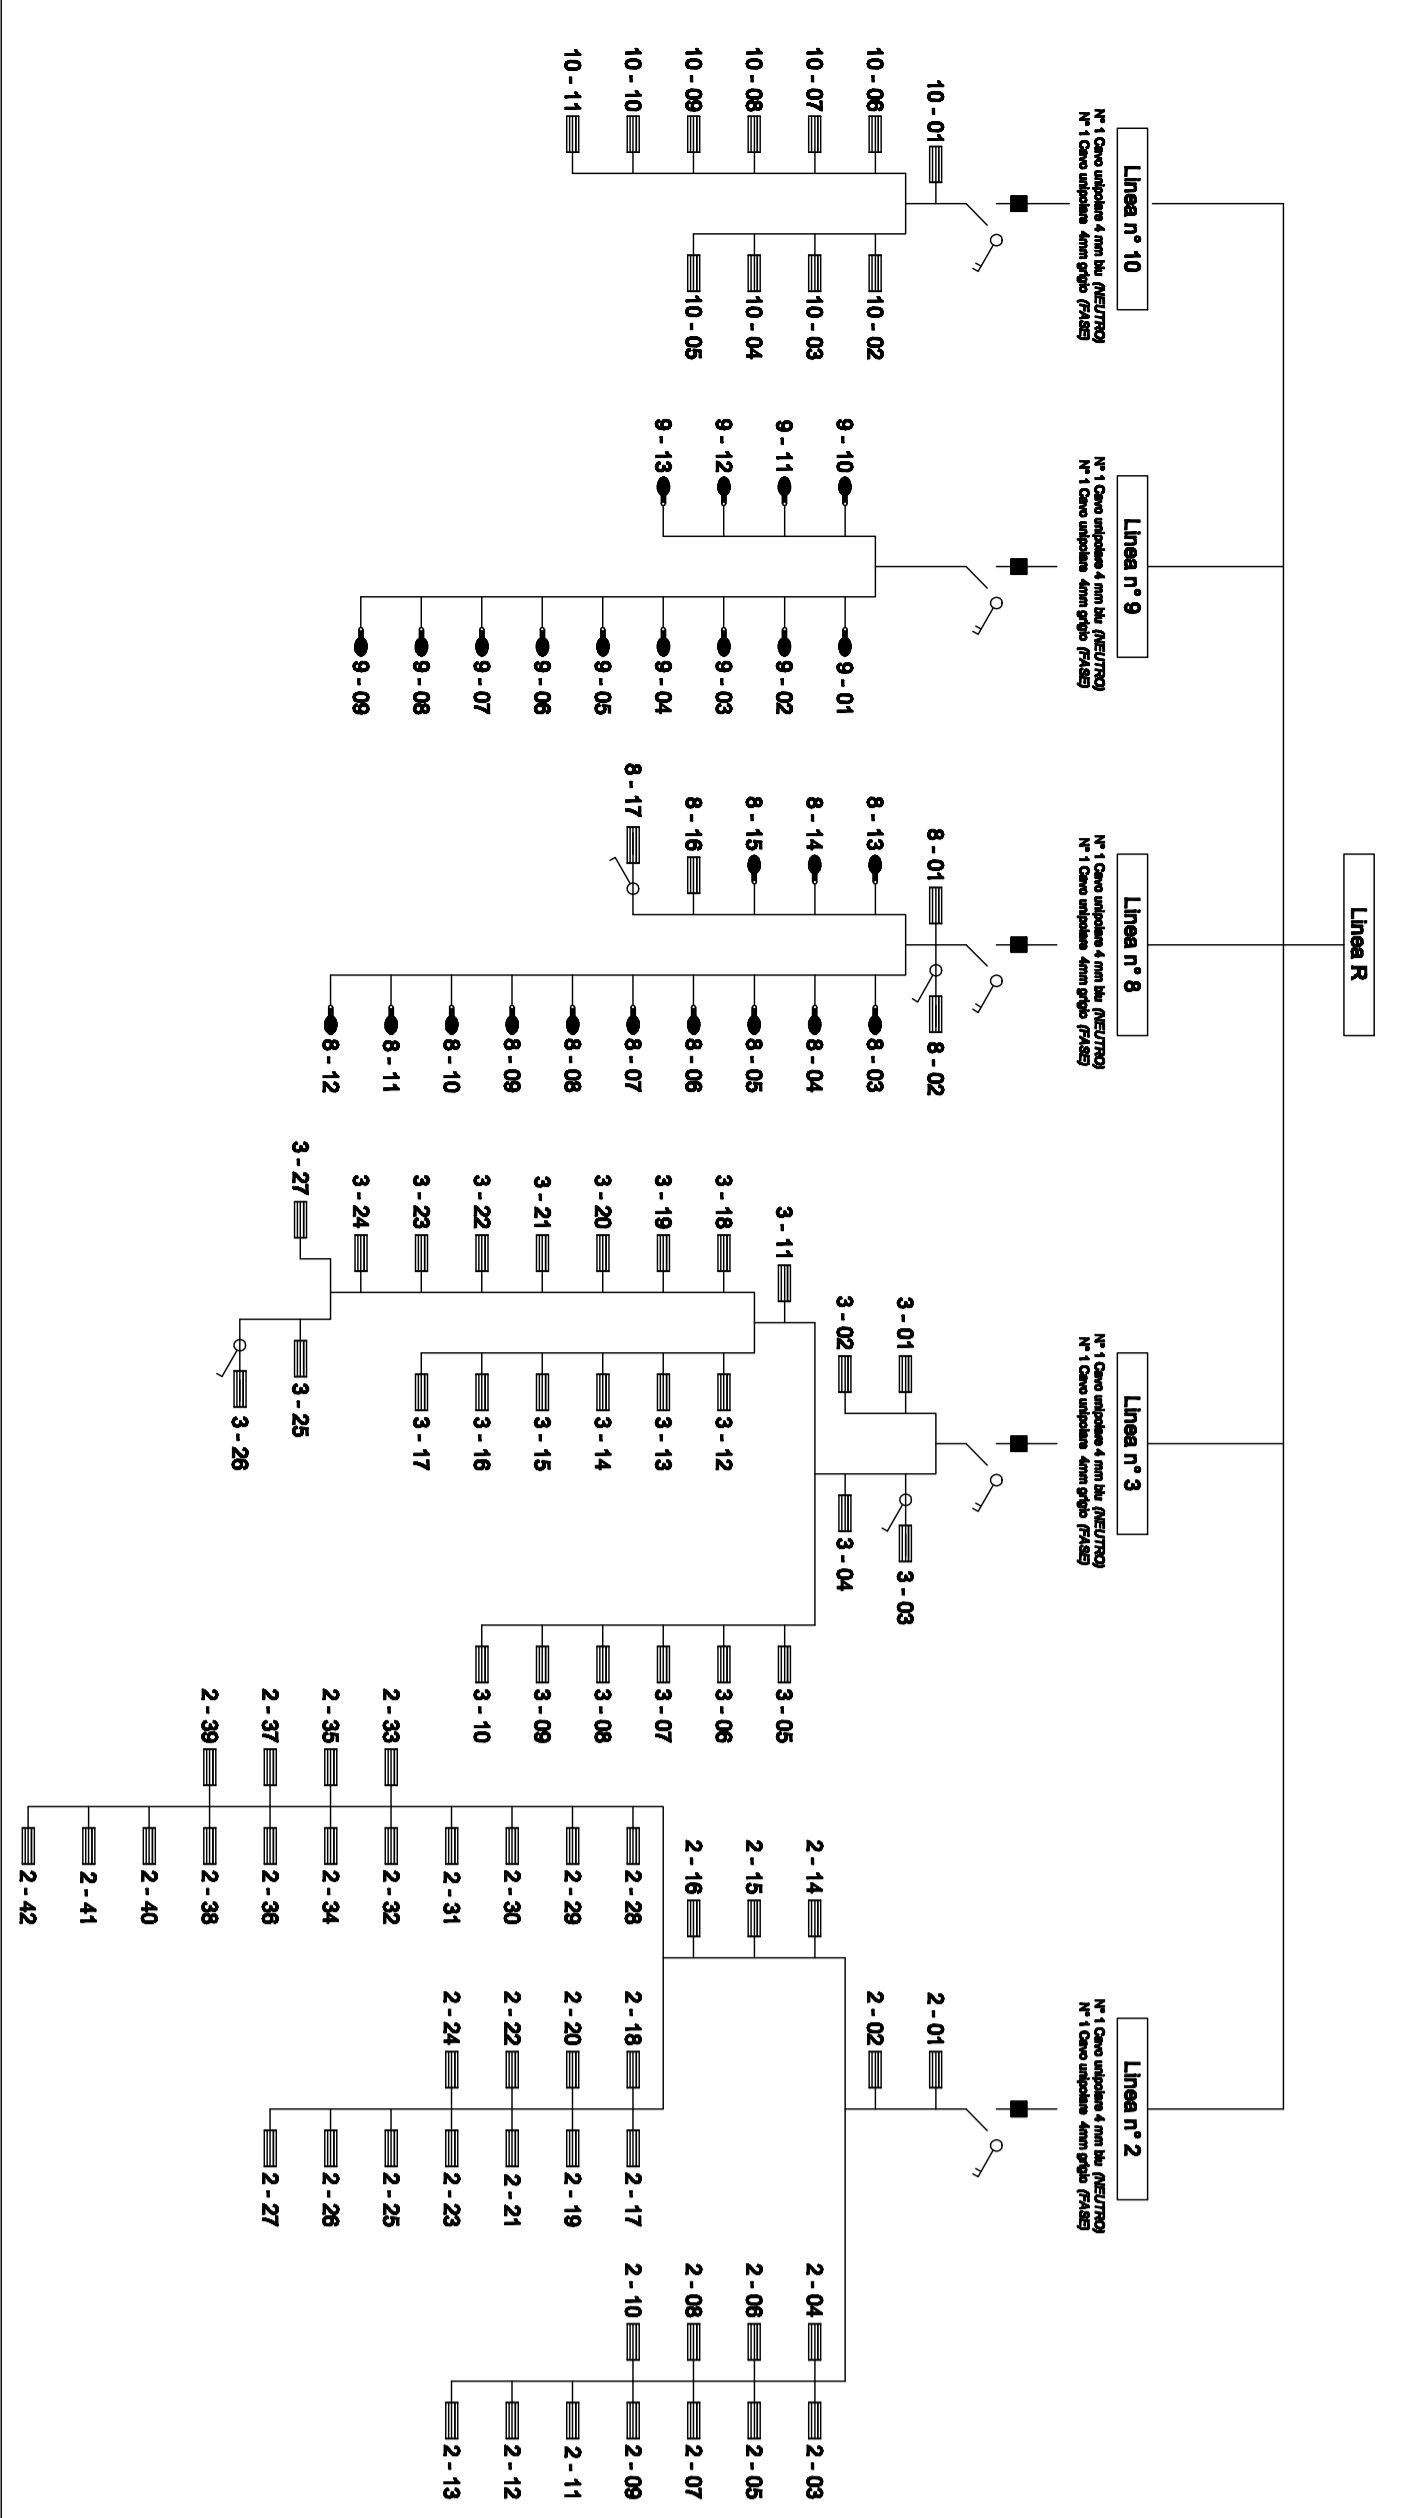 Linea R
Linea n° 10
N° 1 Cavo unipolare 4 mm blu (NEUTRO)
N° 1 Cavo unipolare 4mm grigio (FASE)
10 - 01
10 - 06
10 - 02
10 - 07
10 - 03
10 - 08
10 - 04
10 - 09
10 - 05
10 - 10
10 - 11
Linea n° 9
N° 1 Cavo unipolare 4 mm blu (NEUTRO)
N° 1 Cavo unipolare 4mm grigio (FASE)
9 - 10
9 - 01
9 - 11
9 - 02
9 - 12
9 - 03
9 - 13
9 - 04
9 - 05
9 - 06
9 - 07
9 - 08
9 - 09
Linea n° 8
N° 1 Cavo unipolare 4 mm blu (NEUTRO)
N° 1 Cavo unipolare 4mm grigio (FASE)
8 - 01
8 - 02
8 - 13
8 - 03
8 - 14
8 - 04
8 - 15
8 - 05
8 - 16
8 - 06
8 - 17
8 - 07
8 - 08
8 - 09
8 - 10
8 - 11
8 - 12
Linea n° 3
N° 1 Cavo unipolare 4 mm blu (NEUTRO)
N° 1 Cavo unipolare 4mm grigio (FASE)
3 - 01
3 - 03
3 - 02
3 - 04
3 - 11
3 - 05
3 - 18
3 - 12
3 - 06
3 - 19
3 - 13
3 - 07
3 - 20
3 - 14
3 - 08
3 - 21
3 - 15
3 - 09
3 - 22
3 - 16
3 - 10
3 - 23
3 - 17
3 - 24
3 - 27
3 - 25
3 - 26
Linea n° 2
N° 1 Cavo unipolare 4 mm blu (NEUTRO)
N° 1 Cavo unipolare 4mm grigio (FASE)
2 - 01
2 - 02
2 - 14
2 - 04
2 - 03
2 - 15
2 - 06
2 - 05
2 - 16
2 - 08
2 - 07
2 - 28
2 - 18
2 - 17
2 - 10
2 - 09
2 - 29
2 - 20
2 - 19
2 - 11
2 - 30
2 - 22
2 - 21
2 - 12
2 - 31
2 - 24
2 - 23
2 - 13
2 - 33
2 - 32
2 - 25
2 - 35
2 - 34
2 - 26
2 - 37
2 - 36
2 - 27
2 - 39
2 - 38
2 - 40
2 - 41
2 - 42